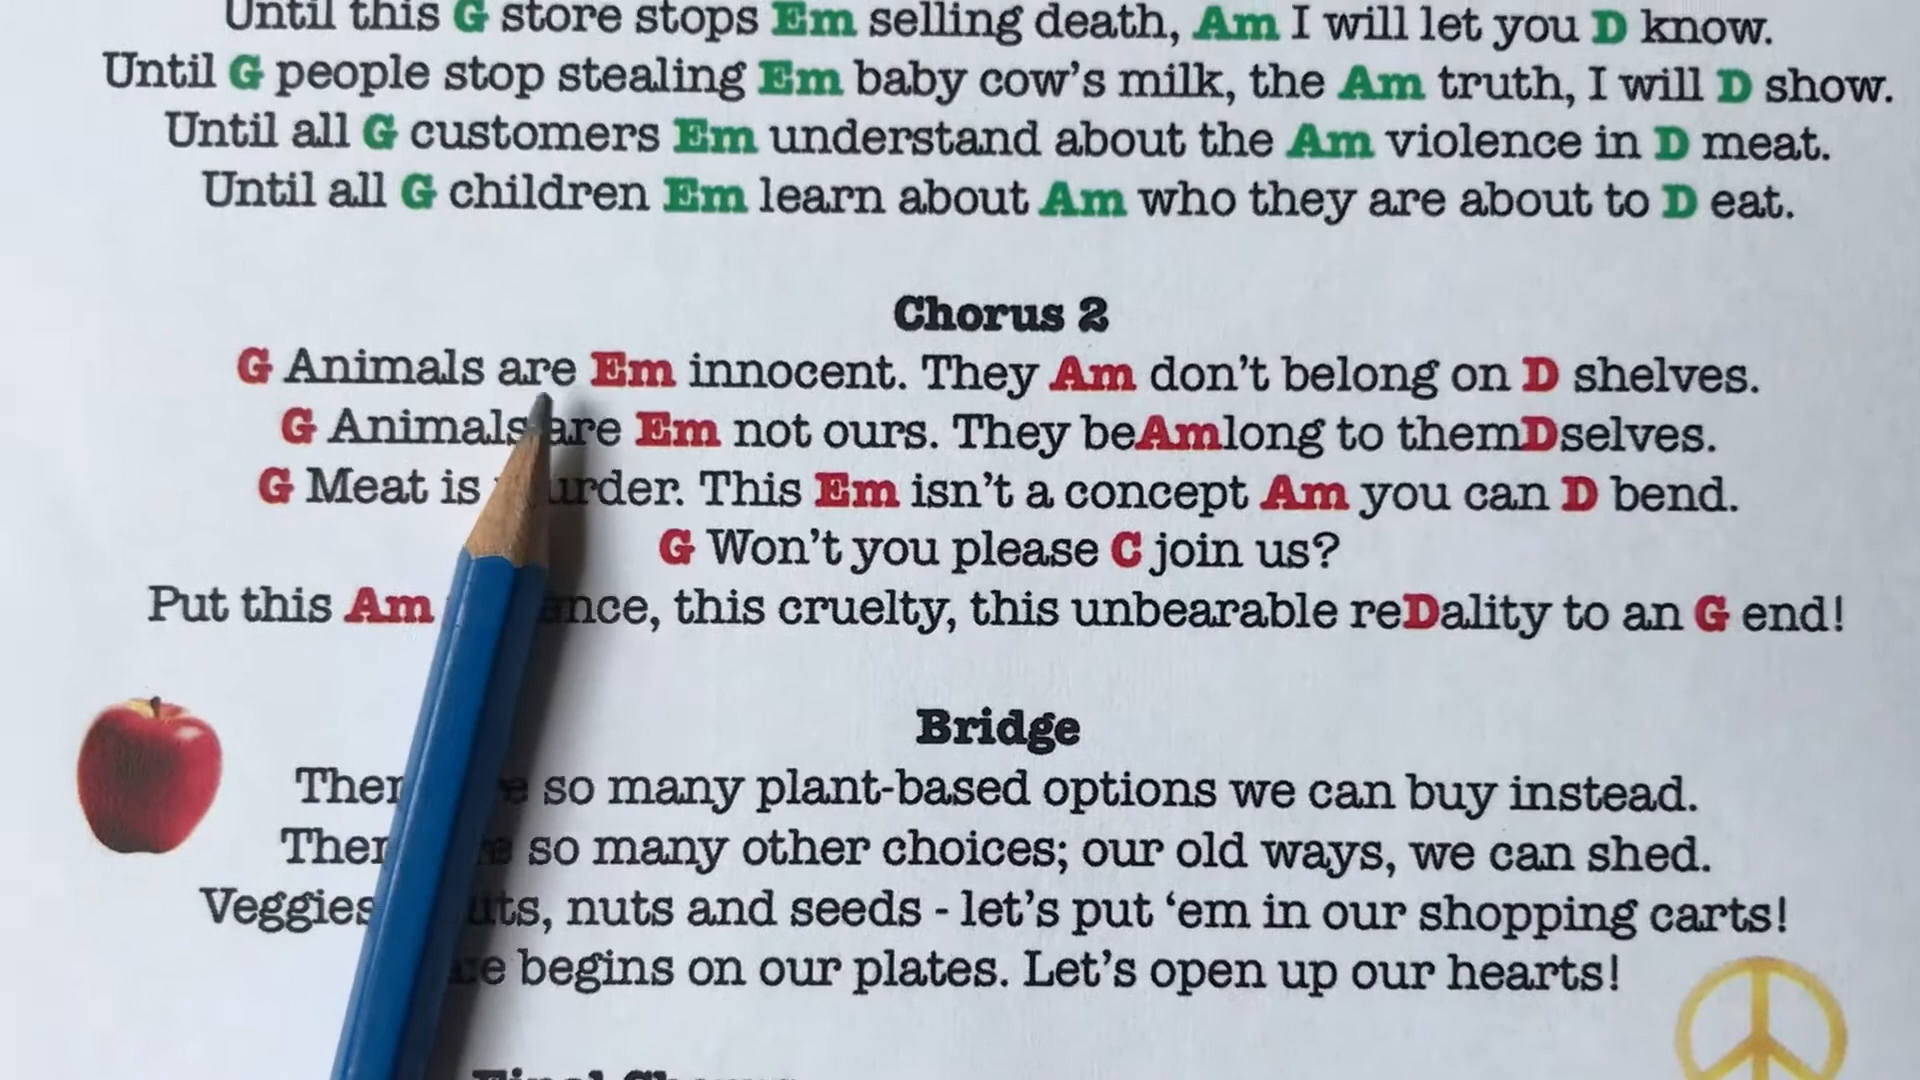 Until this G store stops Em selling death, Am I will let you D know.
Until G people stop stealing Em baby cow's milk, the Am truth, I will D show.
Until all G customers Em understand about the Am violence in D meat.
Until all G children Em learn about Am who they are about to D eat.
Chorus 2
G Animals are Em innocent. They Am don't belong on D shelves.
G Animals are Em not ours. They beAmlong to themDselves.
G Meat is This Em isn't a concept Am you can D bend.
G Won't you please C join us?
Put this Am this cruelty, this unbearable reDality to an G end!
Bridge
so many plant-based options we can buy instead.
so many other choices; our old ways, we can shed.
Veggies nuts and seeds - let's put 'em in our shopping carts!
begins on our plates. Let's open up our hearts!